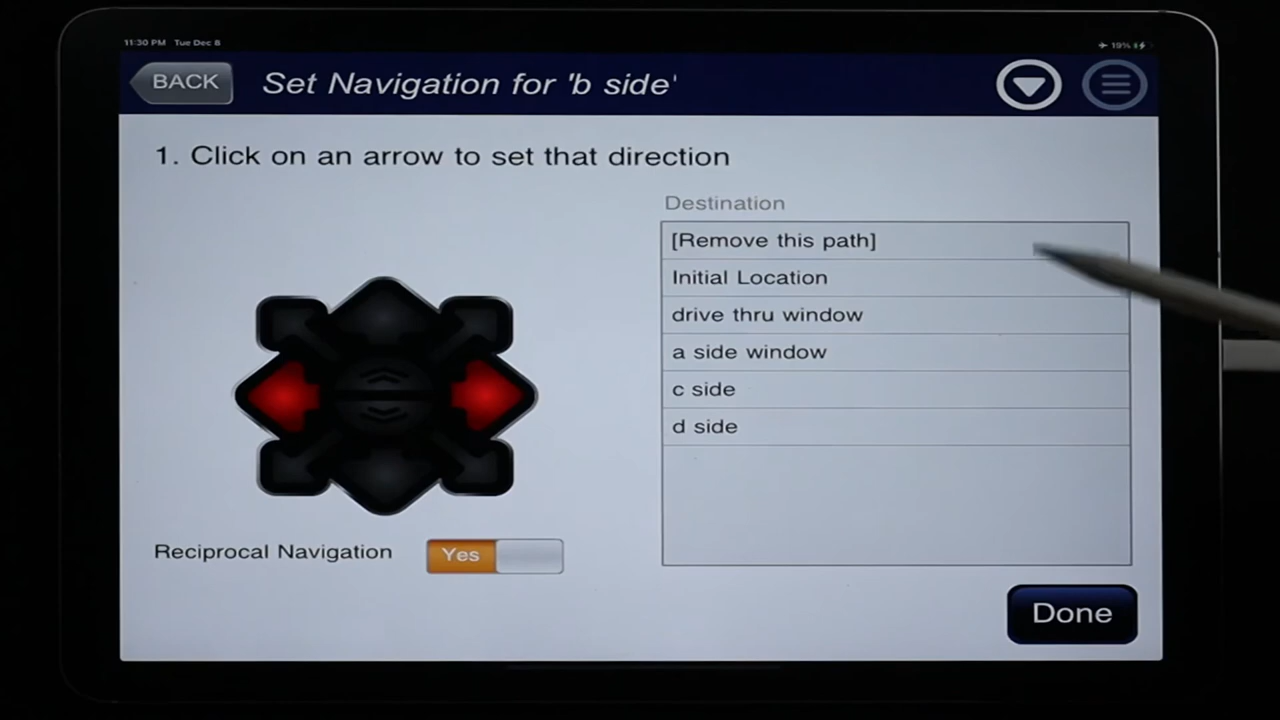 11:30 PM Tue Dec 8
19%
BACK
Set Navigation for 'b side'
1. Click on an arrow to set that direction
Destination
[Remove this path]
Initial Location
drive thru window
a side window
c side
d side
Reciprocal Navigation
Yes
Done